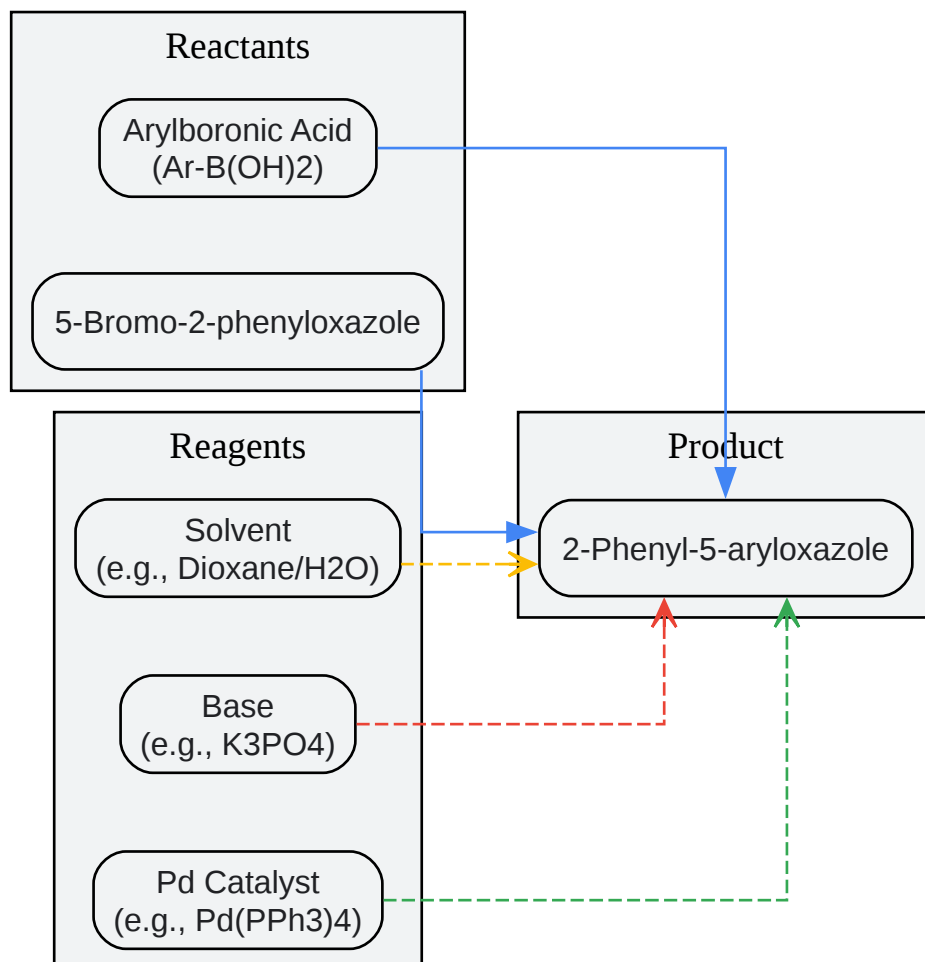 Reactants
Arylboronic Acid
(Ar-B(OH)2)
5-Bromo-2-phenyloxazole
Reagents
Solvent
(e.g., Dioxane/H2O)
Base
(e.g., K3PO4)
Pd Catalyst
(e.g., Pd(PPh3)4)
Product
2-Phenyl-5-aryloxazole